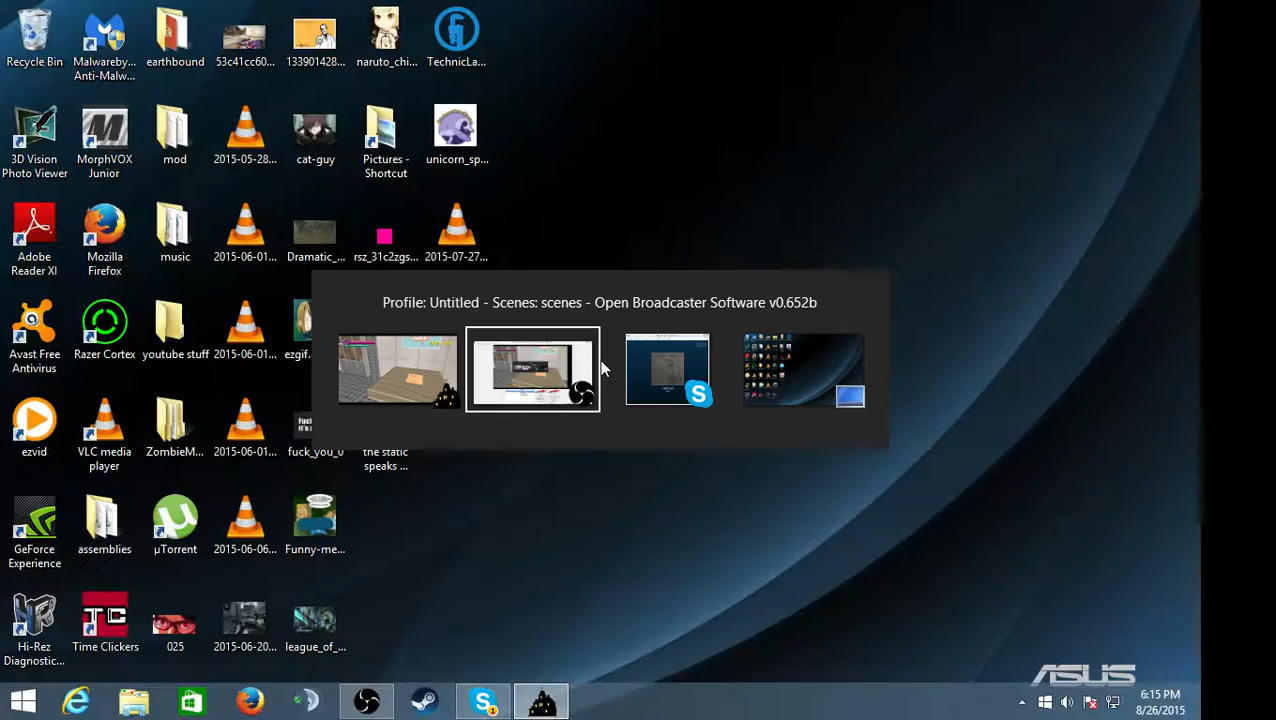 Recycle Bin
Malwareby...
Anti-Malw...
earthbound
53c41cc60...
133901428...
naruto_chi...
TechnicLa...
3D Vision
Photo Viewer
MorphVOX
Junior
mod
2015-05-28...
cat-guy
Pictures -
Shortcut
unicorn_sp...
Adobe
Reader XI
Mozilla
Firefox
music
2015-06-01...
Dramatic_...
rsz_31c2zgs...
2015-07-27...
Profile: Untitled - Scenes: scenes - Open Broadcaster Software v0.652b
Avast Free
Antivirus
Razer Cortex
youtube stuff
2015-06-01...
ezgif.
ezvid
VLC media
player
ZombieM...
2015-06-01...
fuck_you_0
the static
speaks ...
GeForce
Experience
assemblies
µTorrent
2015-06-06...
Funny-me...
Hi-Rez
Diagnostic...
TC
Time Clickers
025
2015-06-20...
league_of_...
ASUS
6:15 PM
8/26/2015